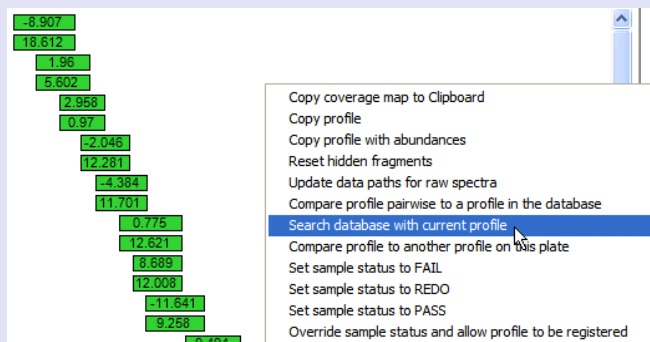 -8.907
18.612
1.96
5.602
2.958
0.97
-2.046
12.281
-4.384
11.701
0.775
12.621
8.689
12.008
-11.641
9.258
Copy coverage map to Clipboard
Copy profile
Copy profile with abundances
Reset hidden fragments
Update data paths for raw spectra
Compare profile pairwise to a profile in the database
Search database with current profile
Compare profile to another profile on this plate
Set sample status to FAIL
Set sample status to REDO
Set sample status to PASS
Override sample status and allow profile to be registered